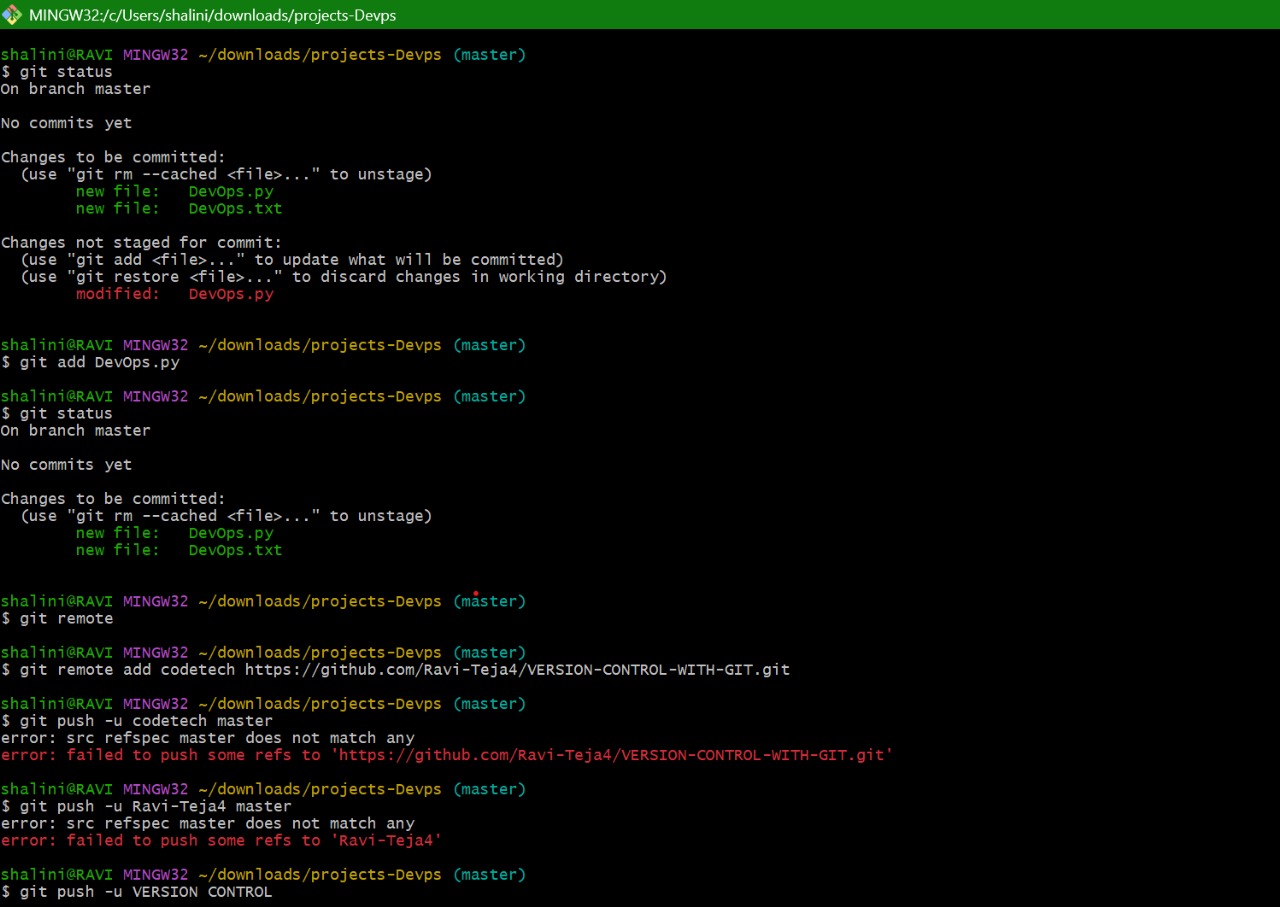 MINGW32:/c/Users/shalini/downloads/projects-Devps
shalini@RAVI MINGW32 ~/downloads/projects-Devps (master)
$ git status
On branch master
No commits yet
Changes to be committed:
  (use "git rm --cached <file>..." to unstage)
        new file:   DevOps.py
        new file:   DevOps.txt
Changes not staged for commit:
  (use "git add <file>..." to update what will be committed)
  (use "git restore <file>..." to discard changes in working directory)
        modified:   DevOps.py
shalini@RAVI MINGW32 ~/downloads/projects-Devps (master)
$ git add DevOps.py
shalini@RAVI MINGW32 ~/downloads/projects-Devps (master)
$ git status
On branch master
No commits yet
Changes to be committed:
  (use "git rm --cached <file>..." to unstage)
        new file:   DevOps.py
        new file:   DevOps.txt
shalini@RAVI MINGW32 ~/downloads/projects-Devps (master)
$ git remote
shalini@RAVI MINGW32 ~/downloads/projects-Devps (master)
$ git remote add codetech https://github.com/Ravi-Teja4/VERSION-CONTROL-WITH-GIT.git
shalini@RAVI MINGW32 ~/downloads/projects-Devps (master)
$ git push -u codetech master
error: src refspec master does not match any
error: failed to push some refs to 'https://github.com/Ravi-Teja4/VERSION-CONTROL-WITH-GIT.git'
shalini@RAVI MINGW32 ~/downloads/projects-Devps (master)
$ git push -u Ravi-Teja4 master
error: src refspec master does not match any
error: failed to push some refs to 'Ravi-Teja4'
shalini@RAVI MINGW32 ~/downloads/projects-Devps (master)
$ git push -u VERSION CONTROL